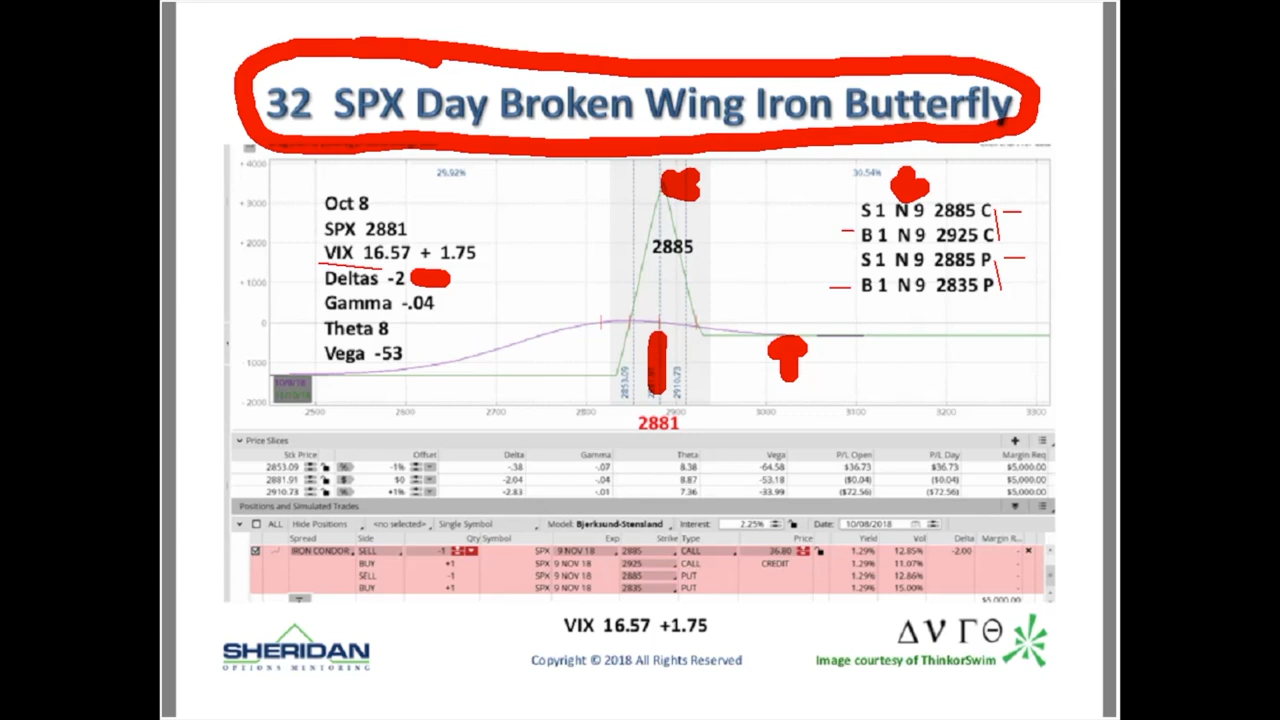 32 SPX Day Broken Wing Iron Butterfly
+4000
29.92%
30.54%
Oct 8
SPX 2881
VIX 16.57 + 1.75
Deltas -2
Gamma -.04
Theta 8
Vega -53
S 1 N 9 2885 C
B 1 N 9 2925 C
S 1 N 9 2885 P
B 1 N 9 2835 P
+3000
+2000
2885
+1000
0
-1000
-2000
2853.09
2910.73
2500
2600
2700
2800
2900
3000
3100
3200
3300
2881
Price Slices
Stk Price Offset Delta Gamma Theta Vega P/L Open P/L Day Margin Req
2853.09 % -1% -.38 -.07 8.38 -64.58 $36.73 $36.73 $5,000.00
2881.91 $ $0 -2.04 -.04 8.87 -53.18 ($0.04) ($0.04) $5,000.00
2910.73 % +1% -2.83 -.01 7.36 -33.99 ($72.56) ($72.56) $5,000.00
Positions and Simulated Trades
ALL Hide Positions <no selected> Single Symbol Model: Bjerksund-Stensland Interest: 2.25% Date: 10/08/2018
Spread Side Qty Symbol Exp Strike Type Price Yield Vol Delta Margin R...
IRON CONDOR SELL -1 SPX 9 NOV 18 2885 CALL 36.80 1.29% 12.85% -2.00 -
BUY +1 SPX 9 NOV 18 2925 CALL CREDIT 1.29% 11.07% -
SELL -1 SPX 9 NOV 18 2885 PUT 1.29% 12.86% -
BUY +1 SPX 9 NOV 18 2835 PUT 1.29% 15.00% -
$5,000.00
VIX 16.57 +1.75
SHERIDAN
OPTIONS MENTORING
Copyright © 2018 All Rights Reserved
Δ ν Γ Θ
Image courtesy of ThinkorSwim